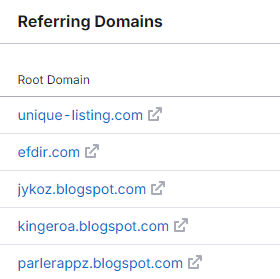 Referring Domains
Root Domain
unique-listing.com
efdir.com
jykoz.blogspot.com
kingeroa.blogspot.com
parlerappz.blogspot.com